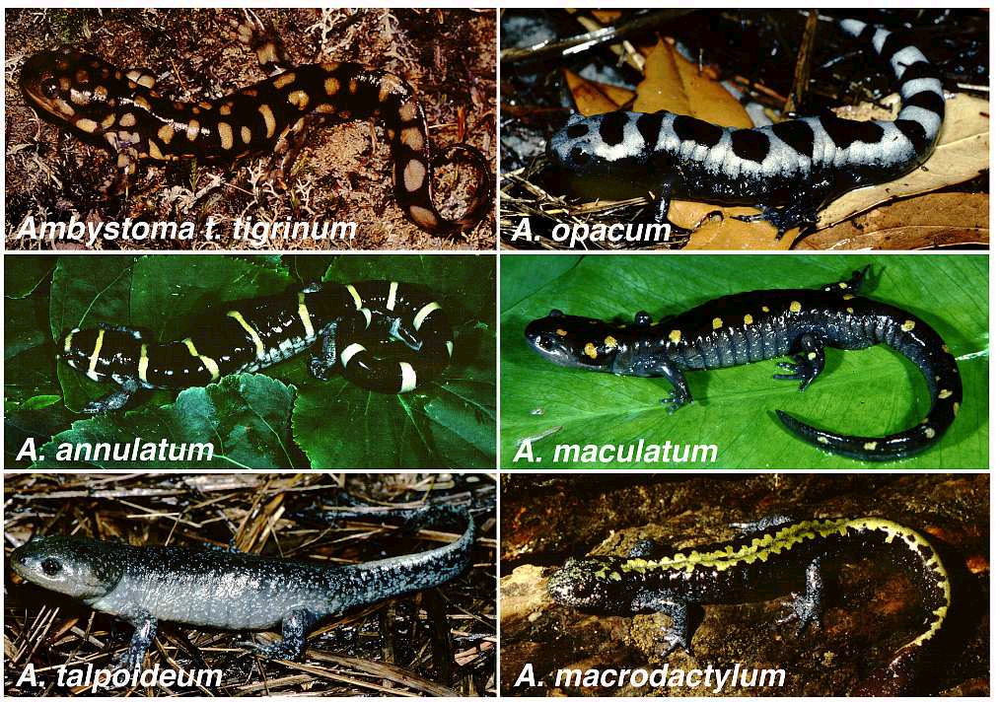 Ambystoma t. tigrinum
A. opacum
A. annulatum
A. maculatum
A. talpoideum
A. macrodactylum